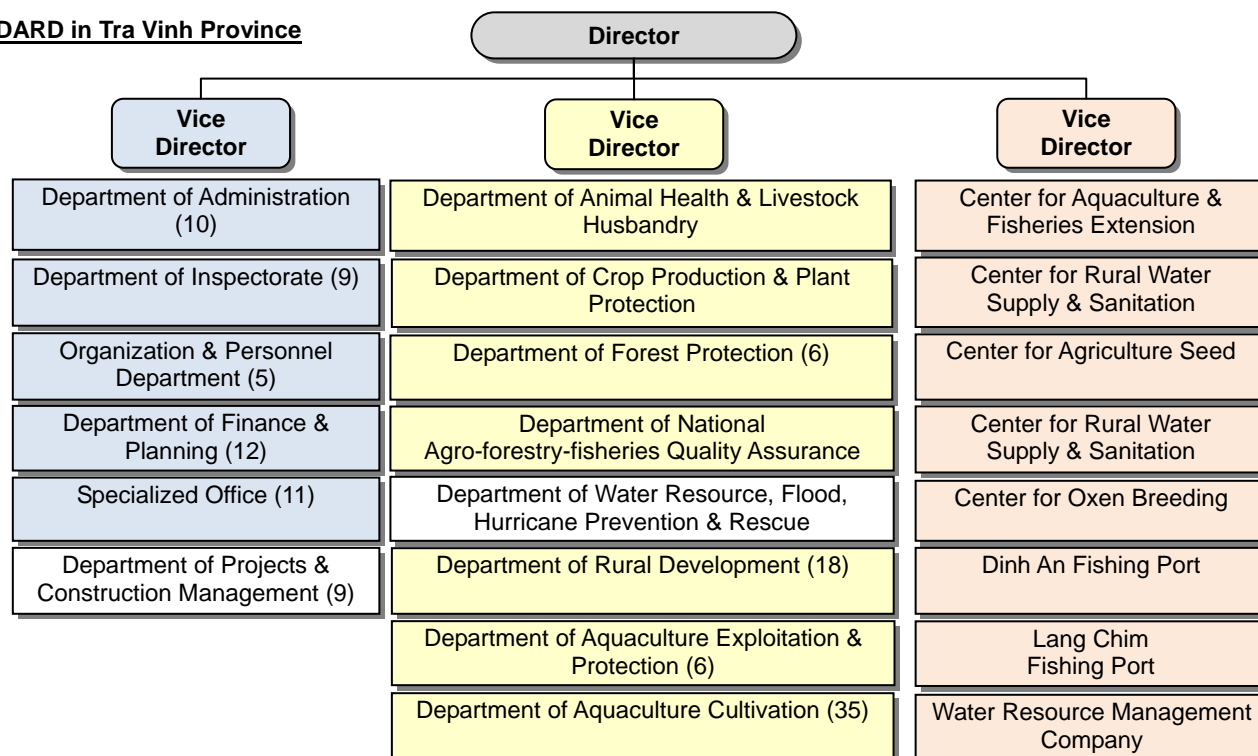 DARD in Tra Vinh Province
Director
Vice
Director
Department of Administration
(10)
Department of Inspectorate (9)
Organization & Personnel
Department (5)
Department of Finance &
Planning (12)
Specialized Office (11)
Department of Projects &
Construction Management (9)
Vice
Director
Department of Animal Health & Livestock
Husbandry
Department of Crop Production & Plant
Protection
Department of Forest Protection (6)
Department of National
Agro-forestry-fisheries Quality Assurance
Department of Water Resource, Flood,
Hurricane Prevention & Rescue
Department of Rural Development (18)
Department of Aquaculture Exploitation &
Protection (6)
Department of Aquaculture Cultivation (35)
Vice
Director
Center for Aquaculture &
Fisheries Extension
Center for Rural Water
Supply & Sanitation
Center for Agriculture Seed
Center for Rural Water
Supply & Sanitation
Center for Oxen Breeding
Dinh An Fishing Port
Lang Chim
Fishing Port
Water Resource Management
Company